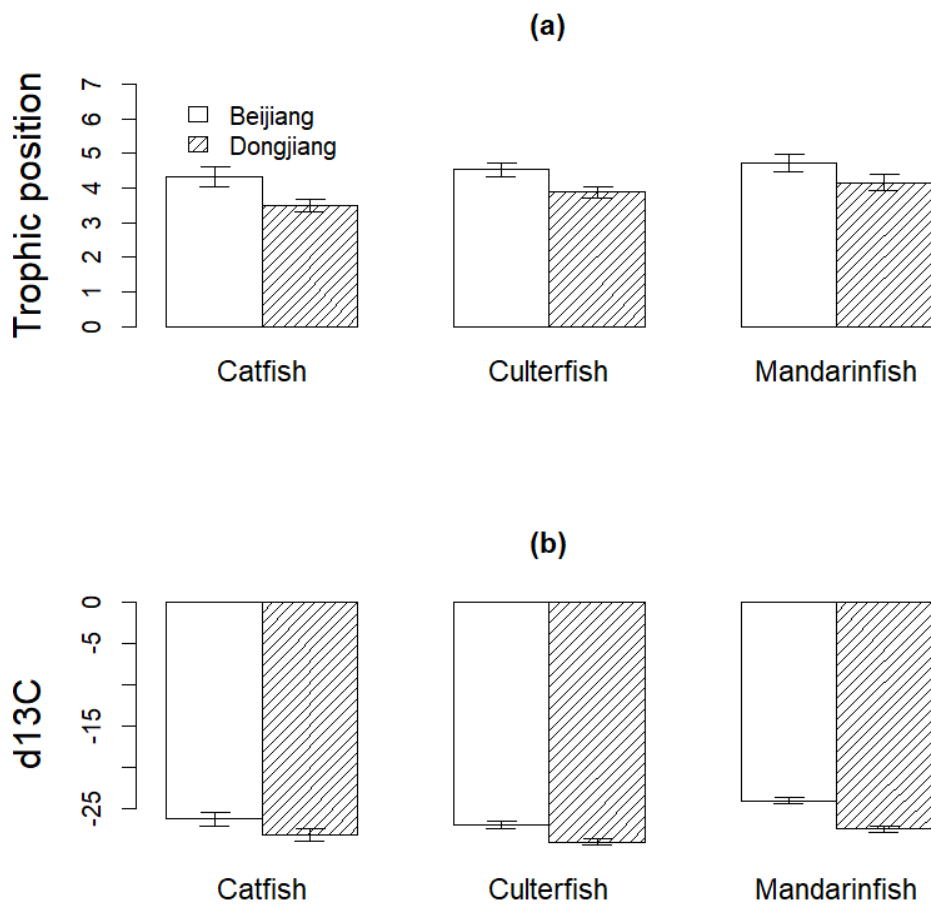 (a)
Trophic position
7
6
5
4
3
2
1
0
Beijiang
Dongjiang
Catfish Culterfish Mandarinfish
(b)
d13C
0
-5
-15
-25
Catfish Culterfish Mandarinfish